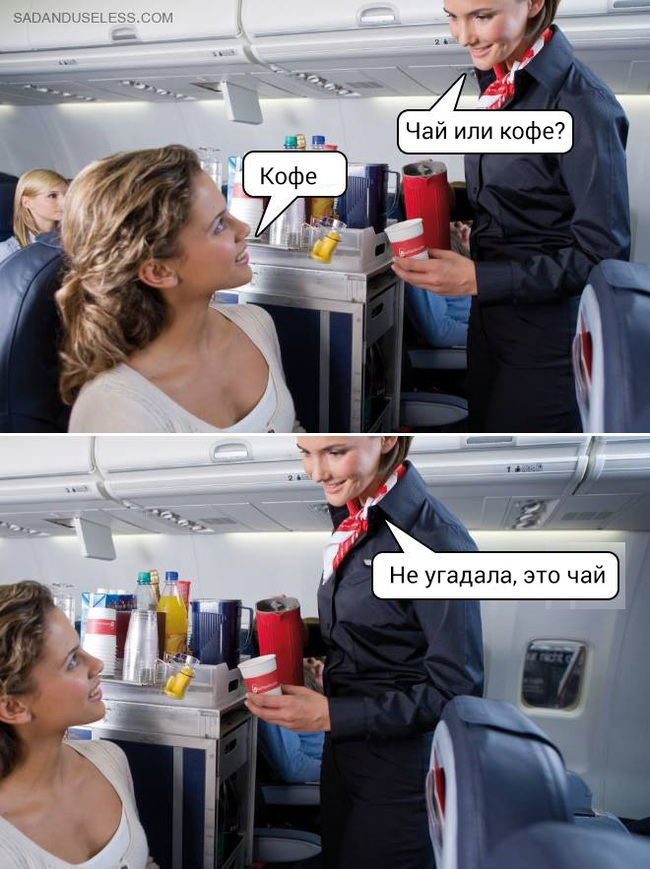 SADANDUSELESS.COM
Чай или кофе?
Кофе
Не угадала, это чай